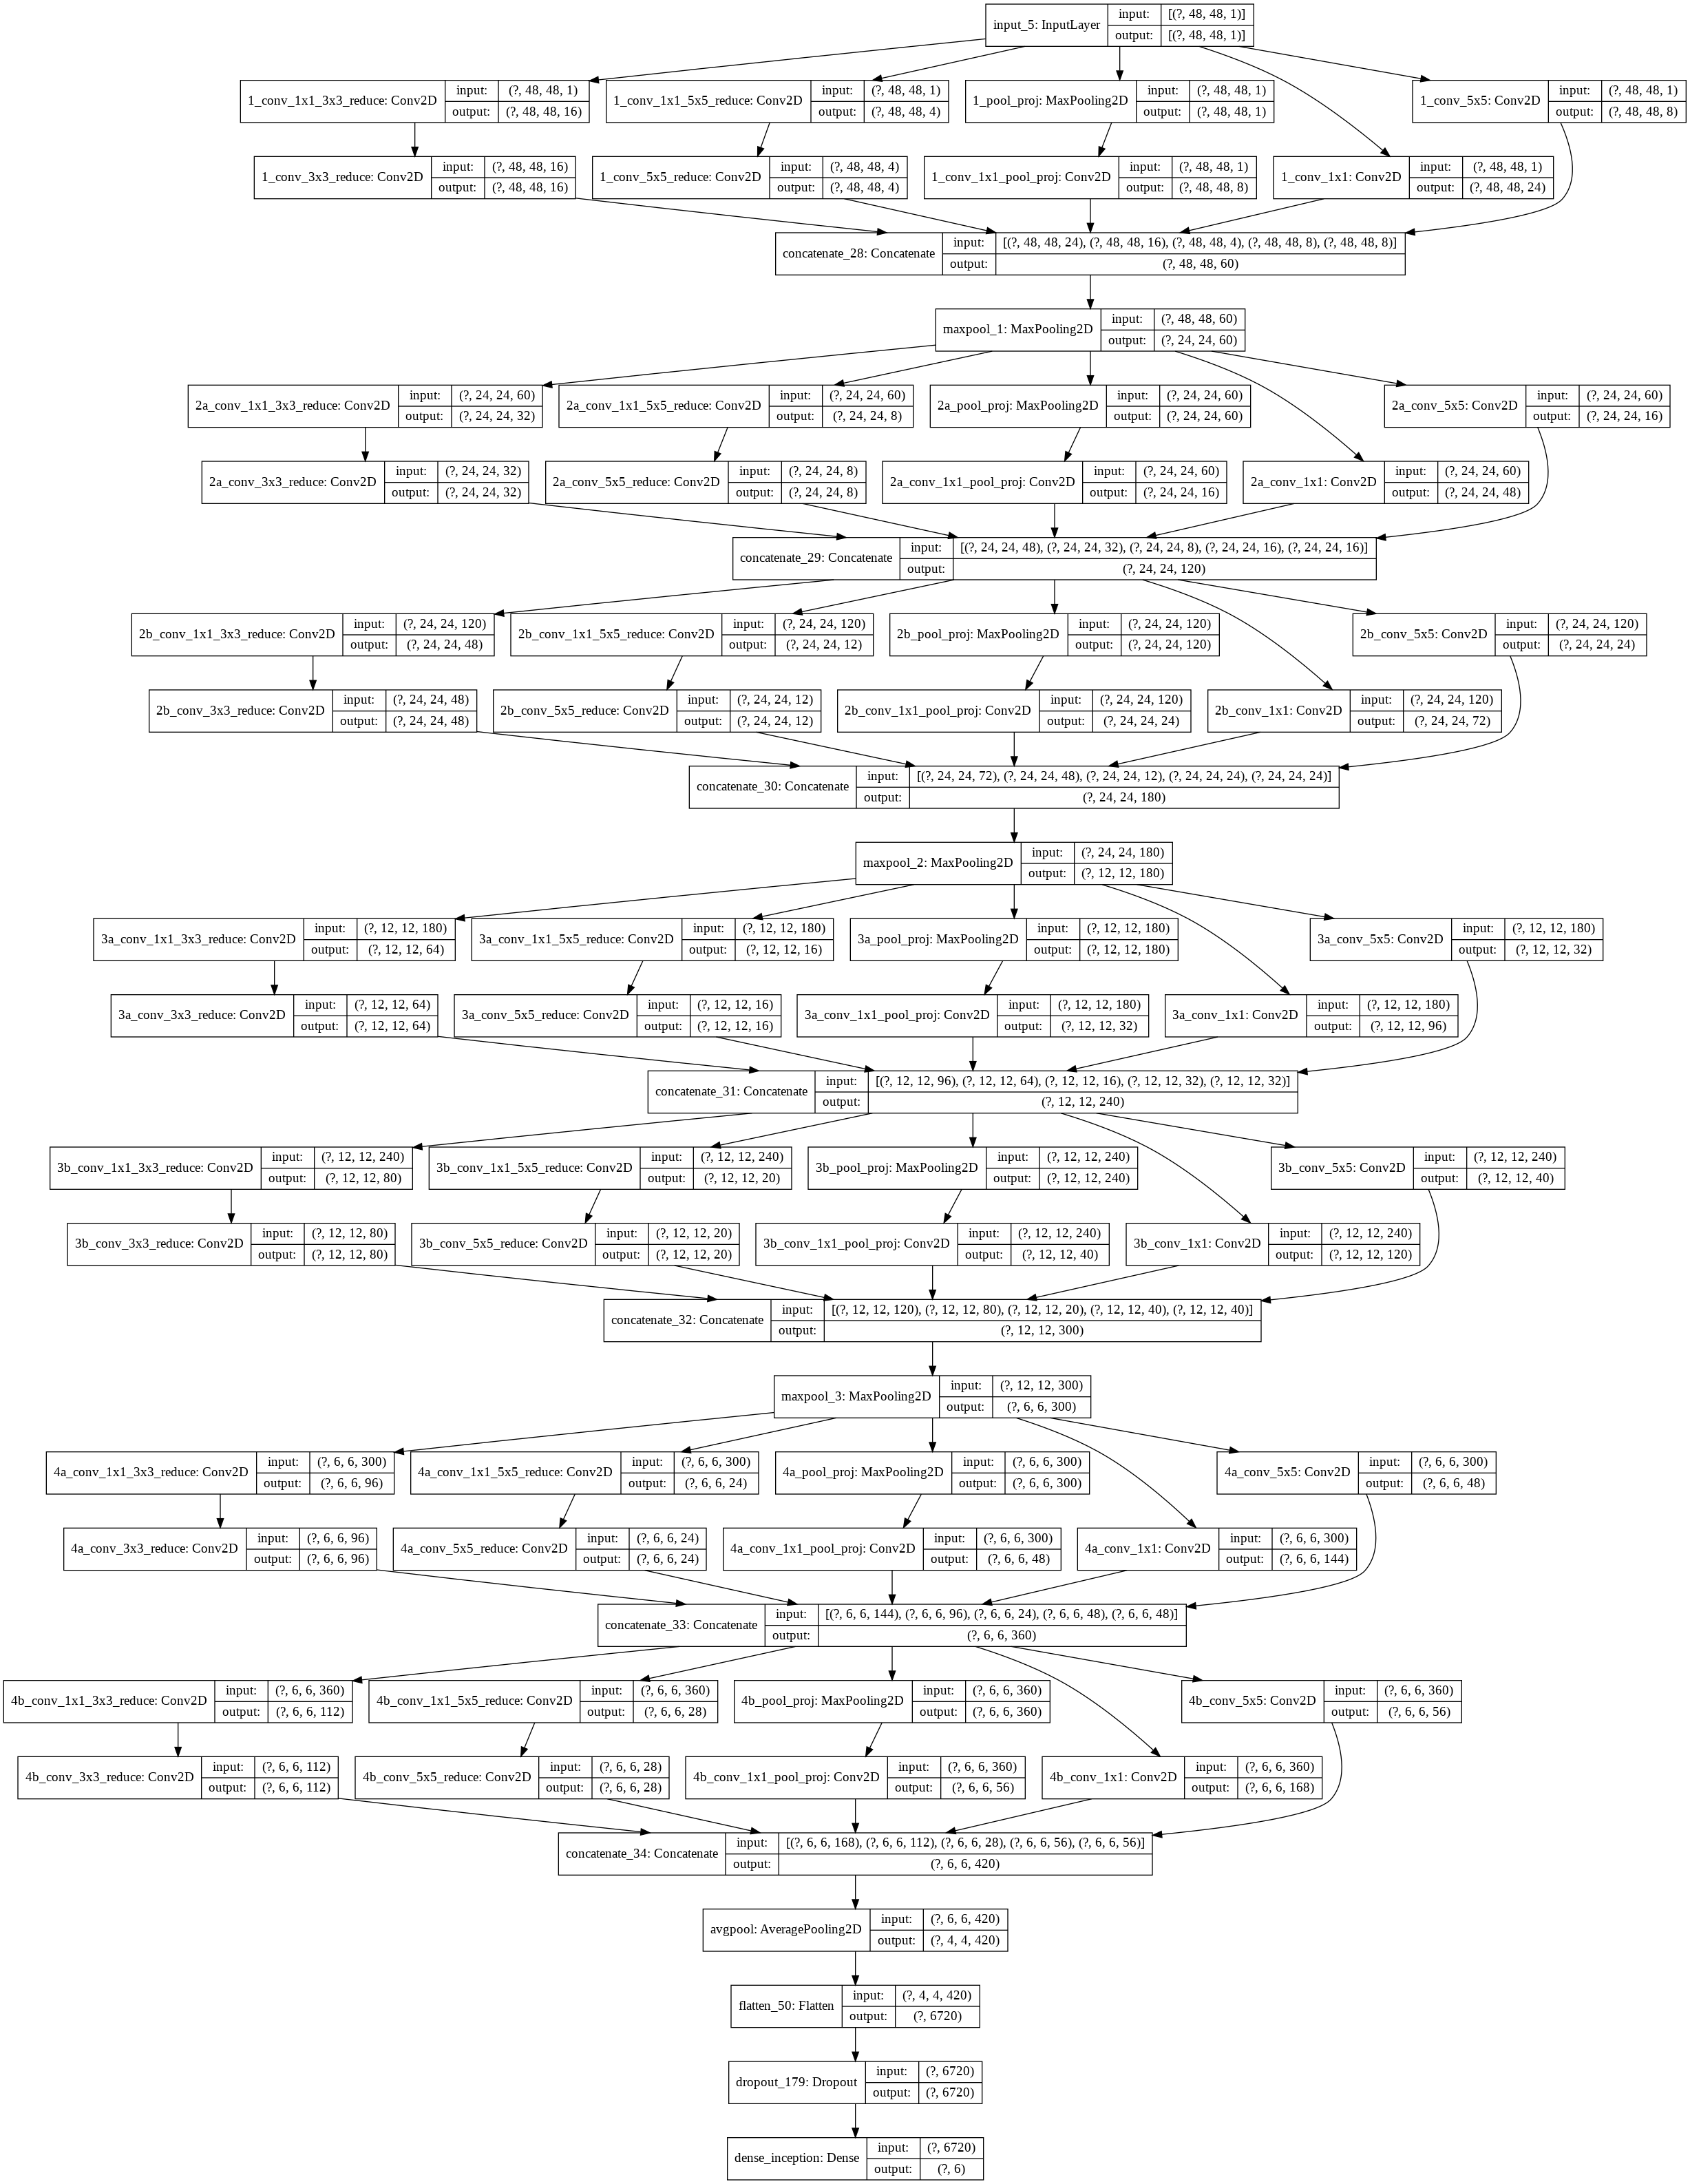 input_5: InputLayer input: [(?, 48, 48, 1)]
output: [(?, 48, 48, 1)]
1_conv_1x1_3x3_reduce: Conv2D input: (?, 48, 48, 1)
output: (?, 48, 48, 16)
1_conv_1x1_5x5_reduce: Conv2D input: (?, 48, 48, 1)
output: (?, 48, 48, 4)
1_pool_proj: MaxPooling2D input: (?, 48, 48, 1)
output: (?, 48, 48, 1)
1_conv_5x5: Conv2D input: (?, 48, 48, 1)
output: (?, 48, 48, 8)
1_conv_3x3_reduce: Conv2D input: (?, 48, 48, 16)
output: (?, 48, 48, 16)
1_conv_5x5_reduce: Conv2D input: (?, 48, 48, 4)
output: (?, 48, 48, 4)
1_conv_1x1_pool_proj: Conv2D input: (?, 48, 48, 1)
output: (?, 48, 48, 8)
1_conv_1x1: Conv2D input: (?, 48, 48, 1)
output: (?, 48, 48, 24)
concatenate_28: Concatenate input: [(?, 48, 48, 24), (?, 48, 48, 16), (?, 48, 48, 4), (?, 48, 48, 8), (?, 48, 48, 8)]
output: (?, 48, 48, 60)
maxpool_1: MaxPooling2D input: (?, 48, 48, 60)
output: (?, 24, 24, 60)
2a_conv_1x1_3x3_reduce: Conv2D input: (?, 24, 24, 60)
output: (?, 24, 24, 32)
2a_conv_1x1_5x5_reduce: Conv2D input: (?, 24, 24, 60)
output: (?, 24, 24, 8)
2a_pool_proj: MaxPooling2D input: (?, 24, 24, 60)
output: (?, 24, 24, 60)
2a_conv_5x5: Conv2D input: (?, 24, 24, 60)
output: (?, 24, 24, 16)
2a_conv_3x3_reduce: Conv2D input: (?, 24, 24, 32)
output: (?, 24, 24, 32)
2a_conv_5x5_reduce: Conv2D input: (?, 24, 24, 8)
output: (?, 24, 24, 8)
2a_conv_1x1_pool_proj: Conv2D input: (?, 24, 24, 60)
output: (?, 24, 24, 16)
2a_conv_1x1: Conv2D input: (?, 24, 24, 60)
output: (?, 24, 24, 48)
concatenate_29: Concatenate input: [(?, 24, 24, 48), (?, 24, 24, 32), (?, 24, 24, 8), (?, 24, 24, 16), (?, 24, 24, 16)]
output: (?, 24, 24, 120)
2b_conv_1x1_3x3_reduce: Conv2D input: (?, 24, 24, 120)
output: (?, 24, 24, 48)
2b_conv_1x1_5x5_reduce: Conv2D input: (?, 24, 24, 120)
output: (?, 24, 24, 12)
2b_pool_proj: MaxPooling2D input: (?, 24, 24, 120)
output: (?, 24, 24, 120)
2b_conv_5x5: Conv2D input: (?, 24, 24, 120)
output: (?, 24, 24, 24)
2b_conv_3x3_reduce: Conv2D input: (?, 24, 24, 48)
output: (?, 24, 24, 48)
2b_conv_5x5_reduce: Conv2D input: (?, 24, 24, 12)
output: (?, 24, 24, 12)
2b_conv_1x1_pool_proj: Conv2D input: (?, 24, 24, 120)
output: (?, 24, 24, 24)
2b_conv_1x1: Conv2D input: (?, 24, 24, 120)
output: (?, 24, 24, 72)
concatenate_30: Concatenate input: [(?, 24, 24, 72), (?, 24, 24, 48), (?, 24, 24, 12), (?, 24, 24, 24), (?, 24, 24, 24)]
output: (?, 24, 24, 180)
maxpool_2: MaxPooling2D input: (?, 24, 24, 180)
output: (?, 12, 12, 180)
3a_conv_1x1_3x3_reduce: Conv2D input: (?, 12, 12, 180)
output: (?, 12, 12, 64)
3a_conv_1x1_5x5_reduce: Conv2D input: (?, 12, 12, 180)
output: (?, 12, 12, 16)
3a_pool_proj: MaxPooling2D input: (?, 12, 12, 180)
output: (?, 12, 12, 180)
3a_conv_5x5: Conv2D input: (?, 12, 12, 180)
output: (?, 12, 12, 32)
3a_conv_3x3_reduce: Conv2D input: (?, 12, 12, 64)
output: (?, 12, 12, 64)
3a_conv_5x5_reduce: Conv2D input: (?, 12, 12, 16)
output: (?, 12, 12, 16)
3a_conv_1x1_pool_proj: Conv2D input: (?, 12, 12, 180)
output: (?, 12, 12, 32)
3a_conv_1x1: Conv2D input: (?, 12, 12, 180)
output: (?, 12, 12, 96)
concatenate_31: Concatenate input: [(?, 12, 12, 96), (?, 12, 12, 64), (?, 12, 12, 16), (?, 12, 12, 32), (?, 12, 12, 32)]
output: (?, 12, 12, 240)
3b_conv_1x1_3x3_reduce: Conv2D input: (?, 12, 12, 240)
output: (?, 12, 12, 80)
3b_conv_1x1_5x5_reduce: Conv2D input: (?, 12, 12, 240)
output: (?, 12, 12, 20)
3b_pool_proj: MaxPooling2D input: (?, 12, 12, 240)
output: (?, 12, 12, 240)
3b_conv_5x5: Conv2D input: (?, 12, 12, 240)
output: (?, 12, 12, 40)
3b_conv_3x3_reduce: Conv2D input: (?, 12, 12, 80)
output: (?, 12, 12, 80)
3b_conv_5x5_reduce: Conv2D input: (?, 12, 12, 20)
output: (?, 12, 12, 20)
3b_conv_1x1_pool_proj: Conv2D input: (?, 12, 12, 240)
output: (?, 12, 12, 40)
3b_conv_1x1: Conv2D input: (?, 12, 12, 240)
output: (?, 12, 12, 120)
concatenate_32: Concatenate input: [(?, 12, 12, 120), (?, 12, 12, 80), (?, 12, 12, 20), (?, 12, 12, 40), (?, 12, 12, 40)]
output: (?, 12, 12, 300)
maxpool_3: MaxPooling2D input: (?, 12, 12, 300)
output: (?, 6, 6, 300)
4a_conv_1x1_3x3_reduce: Conv2D input: (?, 6, 6, 300)
output: (?, 6, 6, 96)
4a_conv_1x1_5x5_reduce: Conv2D input: (?, 6, 6, 300)
output: (?, 6, 6, 24)
4a_pool_proj: MaxPooling2D input: (?, 6, 6, 300)
output: (?, 6, 6, 300)
4a_conv_5x5: Conv2D input: (?, 6, 6, 300)
output: (?, 6, 6, 48)
4a_conv_3x3_reduce: Conv2D input: (?, 6, 6, 96)
output: (?, 6, 6, 96)
4a_conv_5x5_reduce: Conv2D input: (?, 6, 6, 24)
output: (?, 6, 6, 24)
4a_conv_1x1_pool_proj: Conv2D input: (?, 6, 6, 300)
output: (?, 6, 6, 48)
4a_conv_1x1: Conv2D input: (?, 6, 6, 300)
output: (?, 6, 6, 144)
concatenate_33: Concatenate input: [(?, 6, 6, 144), (?, 6, 6, 96), (?, 6, 6, 24), (?, 6, 6, 48), (?, 6, 6, 48)]
output: (?, 6, 6, 360)
4b_conv_1x1_3x3_reduce: Conv2D input: (?, 6, 6, 360)
output: (?, 6, 6, 112)
4b_conv_1x1_5x5_reduce: Conv2D input: (?, 6, 6, 360)
output: (?, 6, 6, 28)
4b_pool_proj: MaxPooling2D input: (?, 6, 6, 360)
output: (?, 6, 6, 360)
4b_conv_5x5: Conv2D input: (?, 6, 6, 360)
output: (?, 6, 6, 56)
4b_conv_3x3_reduce: Conv2D input: (?, 6, 6, 112)
output: (?, 6, 6, 112)
4b_conv_5x5_reduce: Conv2D input: (?, 6, 6, 28)
output: (?, 6, 6, 28)
4b_conv_1x1_pool_proj: Conv2D input: (?, 6, 6, 360)
output: (?, 6, 6, 56)
4b_conv_1x1: Conv2D input: (?, 6, 6, 360)
output: (?, 6, 6, 168)
concatenate_34: Concatenate input: [(?, 6, 6, 168), (?, 6, 6, 112), (?, 6, 6, 28), (?, 6, 6, 56), (?, 6, 6, 56)]
output: (?, 6, 6, 420)
avgpool: AveragePooling2D input: (?, 6, 6, 420)
output: (?, 4, 4, 420)
flatten_50: Flatten input: (?, 4, 4, 420)
output: (?, 6720)
dropout_179: Dropout input: (?, 6720)
output: (?, 6720)
dense_inception: Dense input: (?, 6720)
output: (?, 6)